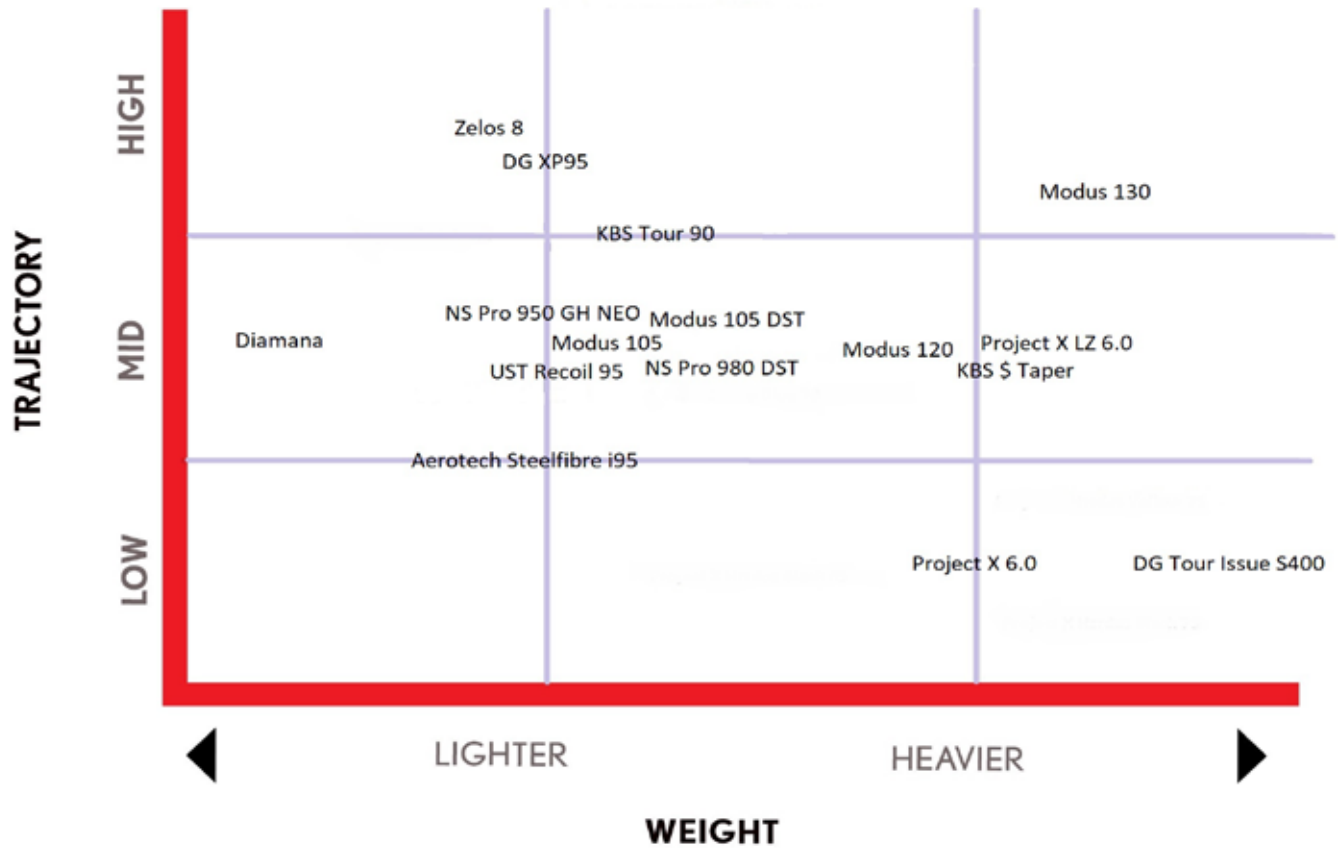 HIGH
Zelos 8
DG XP95
Modus 130
TRAJECTORY
KBS Tour 90
MID
NS Pro 950 GH NEO
Modus 105 DST
Diamana
Modus 105
Modus 120
Project X LZ 6.0
UST Recoil 95
NS Pro 980 DST
KBS $ Taper
Aerotech Steelfibre i95
LOW
Project X 6.0
DG Tour Issue S400
LIGHTER
HEAVIER
WEIGHT